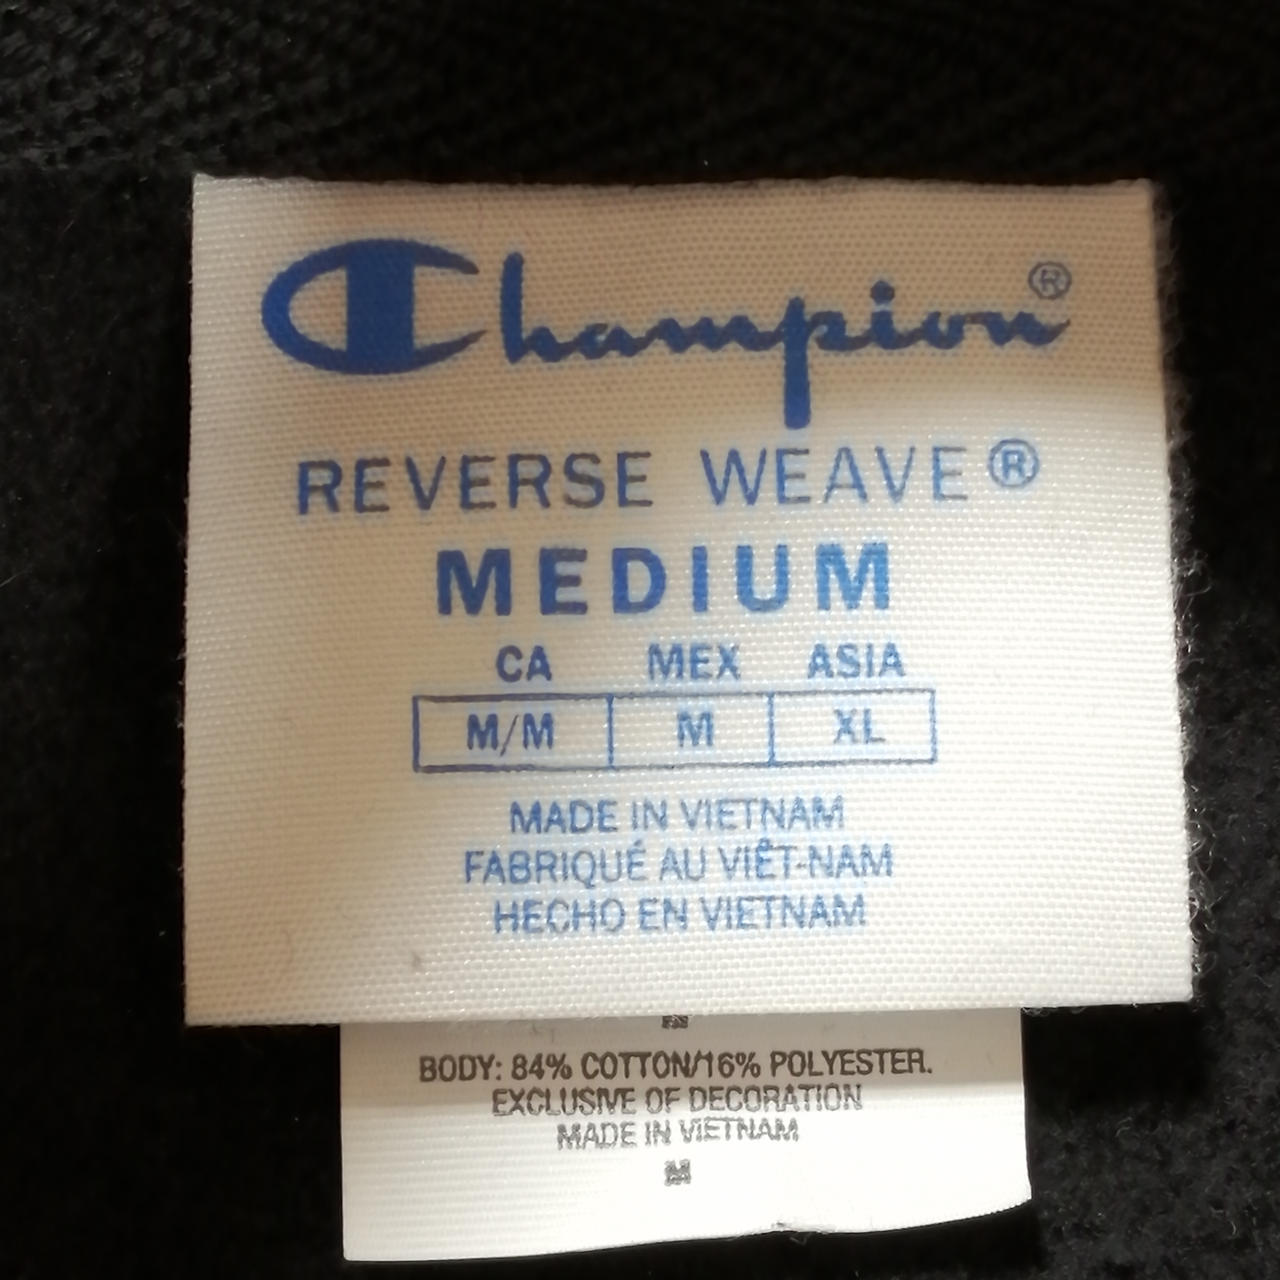 Champion®
REVERSE WEAVE®
MEDIUM
CA MEX ASIA
M/M M XL
MADE IN VIETNAM
FABRIQUÉ AU VIÊT-NAM
HECHO EN VIETNAM
BODY: 84% COTTON/16% POLYESTER.
EXCLUSIVE OF DECORATION
MADE IN VIETNAM
M